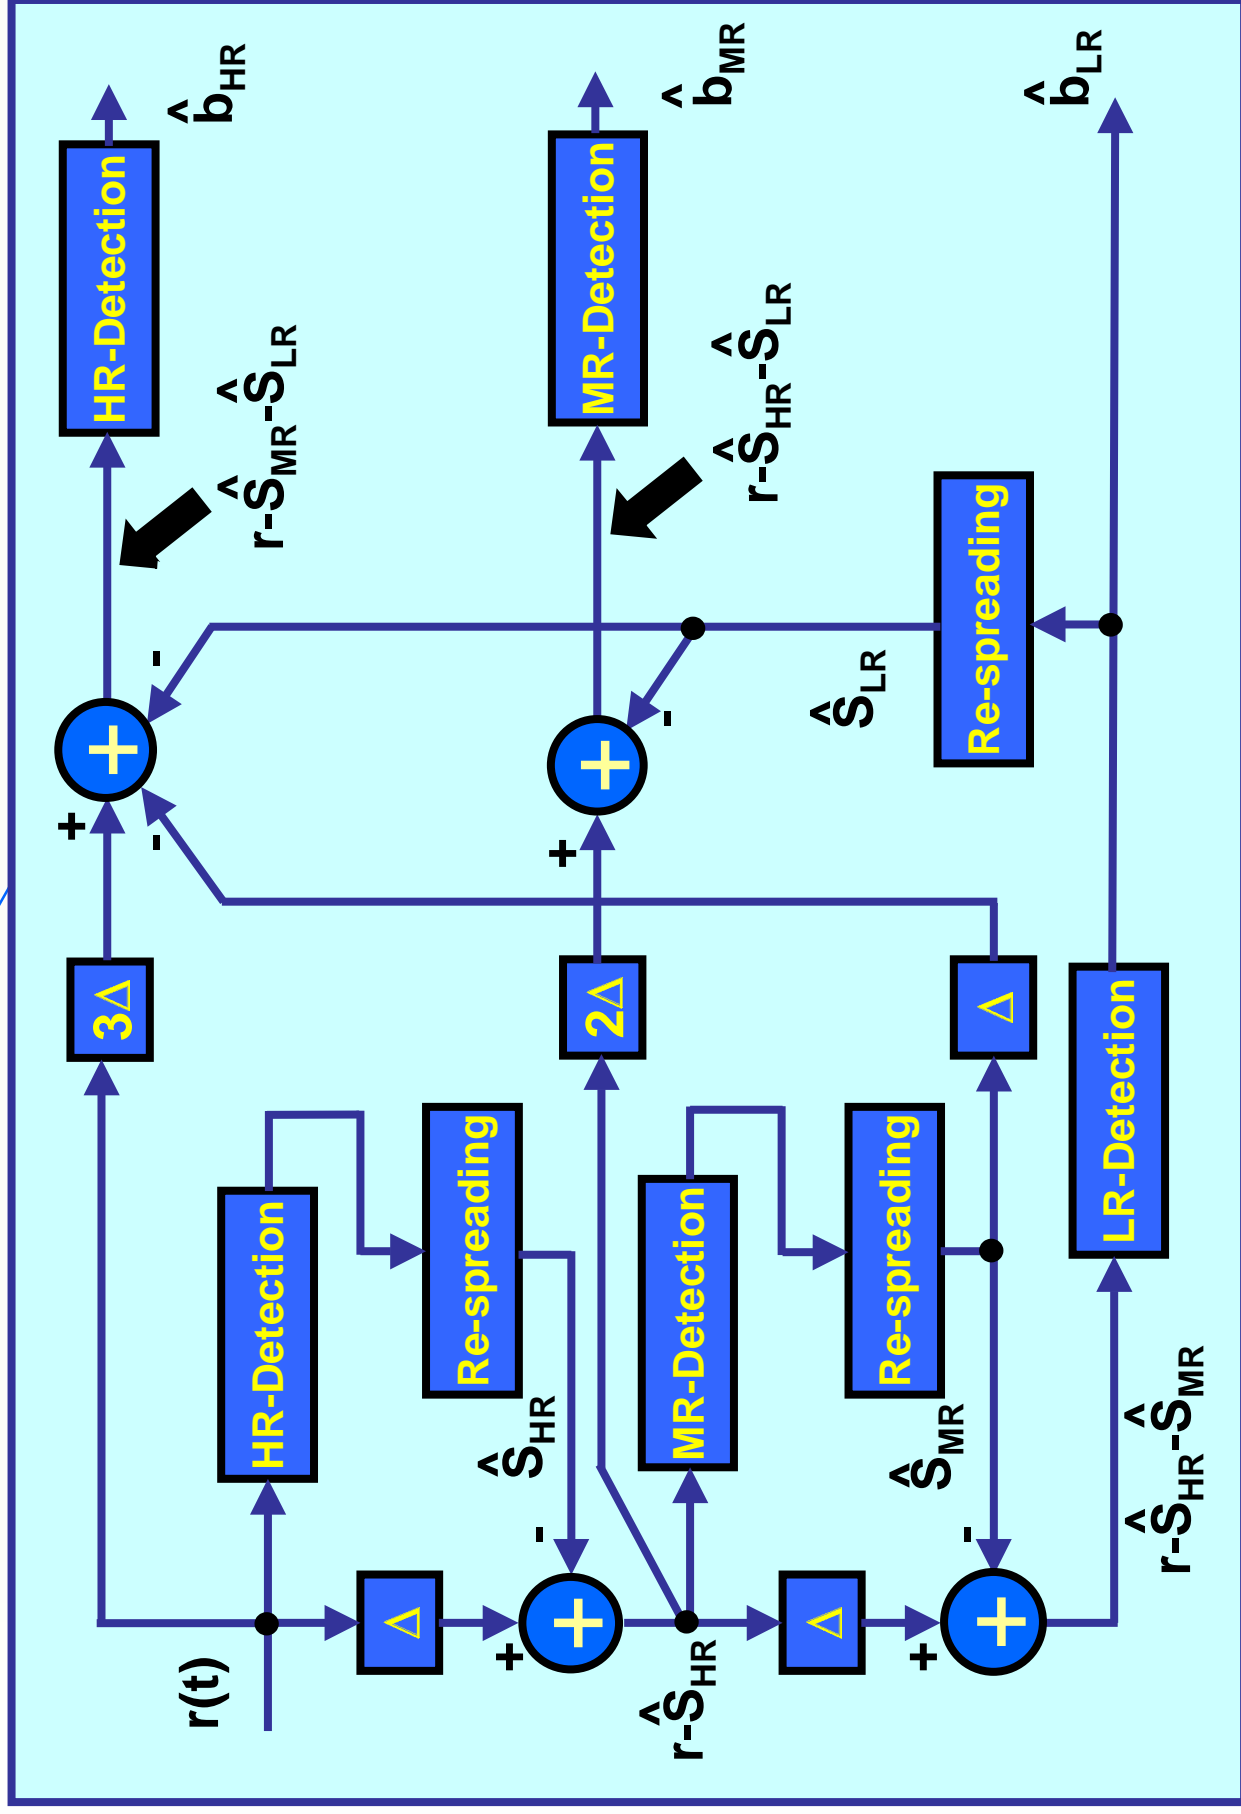 r(t)
3Δ
+
-
-
+
r-ŜMR-ŜLR
HR-Detection
b̂HR
HR-Detection
Δ
Re-spreading
ŜHR
+
-
+
r-ŜHR
2Δ
+
-
+
r-ŜHR-ŜLR
MR-Detection
b̂MR
MR-Detection
Δ
Re-spreading
ŜMR
+
-
+
Δ
ŜLR
Re-spreading
r-ŜHR-ŜMR
LR-Detection
b̂LR